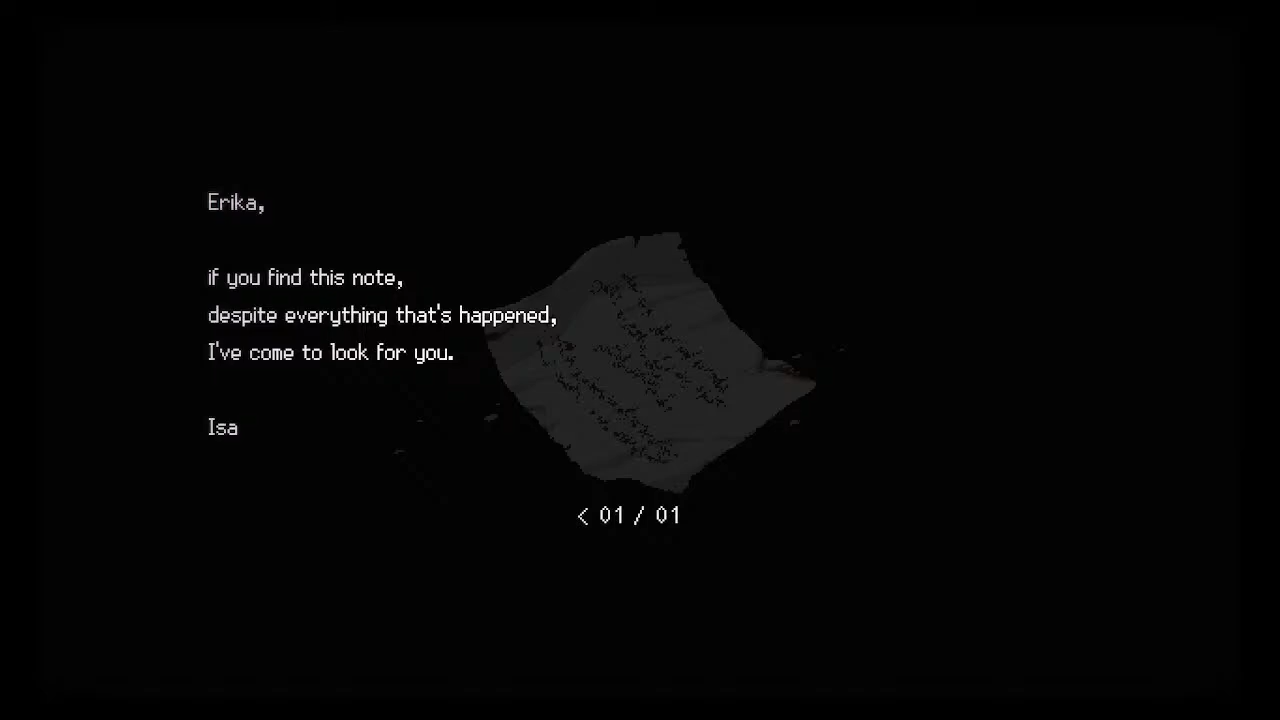 Erika,
if you find this note,
despite everything that's happened,
I've come to look for you.
Isa
< 01 / 01